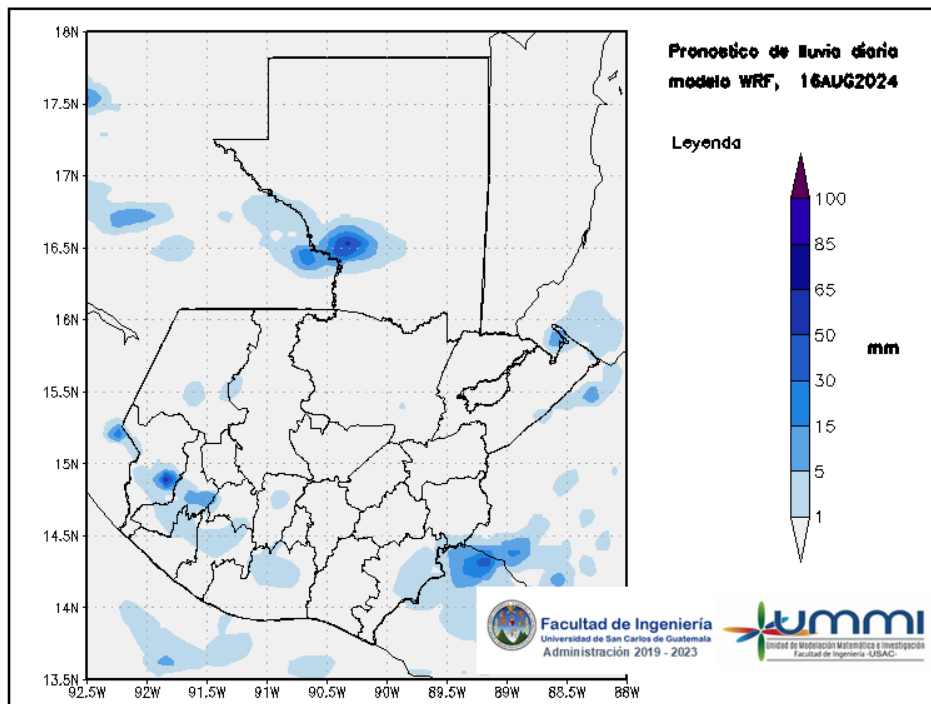 Pronostico de lluvia diaria
modelo WRF, 16AUG2024
Leyenda
100
85
65
50
30
15
5
1
mm
18N
17.5N
17N
16.5N
16N
15.5N
15N
14.5N
14N
13.5N
92.5W
92W
91.5W
91W
90.5W
90W
89.5W
89W
88.5W
88W
Facultad de Ingeniería
Universidad de San Carlos de Guatemala
Administración 2019 - 2023
UMMI
Unidad de Modelación Matemática e Investigación
Facultad de Ingeniería -USAC-